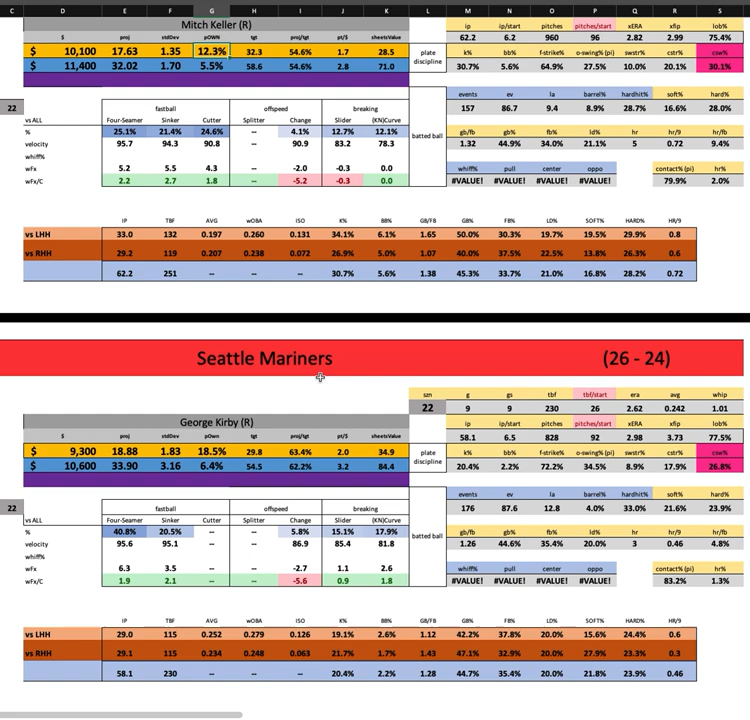 C D E F G H I J K L M N O P Q R S
Mitch Keller (R) ip ip/start pitches pitches/start xERA xfip lob%
$ proj stdDev pOWN tgt proj/tgt pt/$ sheetsValue 62.2 6.2 960 96 2.82 2.99 75.4%
$ 10,100 17.63 1.35 12.3% 32.3 54.6% 1.7 28.5 plate discipline k% bb% f-strike% o-swing% (pi) swstr% cstr% csw%
$ 11,400 32.02 1.70 5.5% 58.6 54.6% 2.8 71.0 30.7% 5.6% 64.9% 27.5% 10.0% 20.1% 30.1%
events ev la barrel% hardhit% soft% hard%
22 fastball offspeed breaking 157 86.7 9.4 8.9% 28.7% 16.6% 28.0%
vs ALL Four-Seamer Sinker Cutter Splitter Change Slider (KN)Curve
% 25.1% 21.4% 24.6% -- 4.1% 12.7% 12.1% batted ball gb/fb gb% fb% ld% hr hr/9 hr/fb
velocity 95.7 94.3 90.8 -- 90.9 83.2 78.3 1.32 44.9% 34.0% 21.1% 5 0.72 9.4%
whiff%
wFx 5.2 5.5 4.3 -- -2.0 -0.3 0.0 whiff% pull center oppo contact% (pi) hr%
wFx/C 2.2 2.7 1.8 -- -5.2 -0.3 0.0 #VALUE! #VALUE! #VALUE! #VALUE! 79.9% 2.0%
IP TBF AVG wOBA ISO K% BB% GB/FB GB% FB% LD% SOFT% HARD% HR/9
vs LHH 33.0 132 0.197 0.260 0.131 34.1% 6.1% 1.65 50.0% 30.3% 19.7% 19.5% 29.9% 0.8
vs RHH 29.2 119 0.207 0.238 0.072 26.9% 5.0% 1.07 40.0% 37.5% 22.5% 13.8% 26.3% 0.6
62.2 251 -- -- -- 30.7% 5.6% 1.38 45.3% 33.7% 21.0% 16.8% 28.2% 0.72
Seattle Mariners (26 - 24)
szn g gs tbf tbf/start era avg whip
22 9 9 230 26 2.62 0.242 1.01
George Kirby (R) ip ip/start pitches pitches/start xERA xfip lob%
$ proj stdDev pOwn tgt proj/tgt pt/$ sheetsValue 58.1 6.5 828 92 2.98 3.73 77.5%
$ 9,300 18.88 1.83 18.5% 29.8 63.4% 2.0 34.9 plate discipline k% bb% f-strike% o-swing% (pi) swstr% cstr% csw%
$ 10,600 33.90 3.16 6.4% 54.5 62.2% 3.2 84.4 20.4% 2.2% 72.2% 34.5% 8.9% 17.9% 26.8%
events ev la barrel% hardhit% soft% hard%
22 fastball offspeed breaking 176 87.6 12.8 4.0% 33.0% 21.6% 23.9%
vs ALL Four-Seamer Sinker Cutter Splitter Change Slider (KN)Curve
% 40.8% 20.5% -- -- 5.8% 15.1% 17.9% batted ball gb/fb gb% fb% ld% hr hr/9 hr/fb
velocity 95.6 95.1 -- -- 86.9 85.4 81.8 1.26 44.6% 35.4% 20.0% 3 0.46 4.8%
whiff%
wFx 6.3 3.5 -- -- -2.7 1.1 2.6 whiff% pull center oppo contact% (pi) hr%
wFx/C 1.9 2.1 -- -- -5.6 0.9 1.8 #VALUE! #VALUE! #VALUE! #VALUE! 83.2% 1.3%
IP TBF AVG wOBA ISO K% BB% GB/FB GB% FB% LD% SOFT% HARD% HR/9
vs LHH 29.0 115 0.252 0.279 0.126 19.1% 2.6% 1.12 42.2% 37.8% 20.0% 15.6% 24.4% 0.6
vs RHH 29.1 115 0.234 0.248 0.063 21.7% 1.7% 1.43 47.1% 32.9% 20.0% 27.9% 23.3% 0.3
58.1 230 -- -- -- 20.4% 2.2% 1.28 44.7% 35.4% 20.0% 21.8% 23.9% 0.46